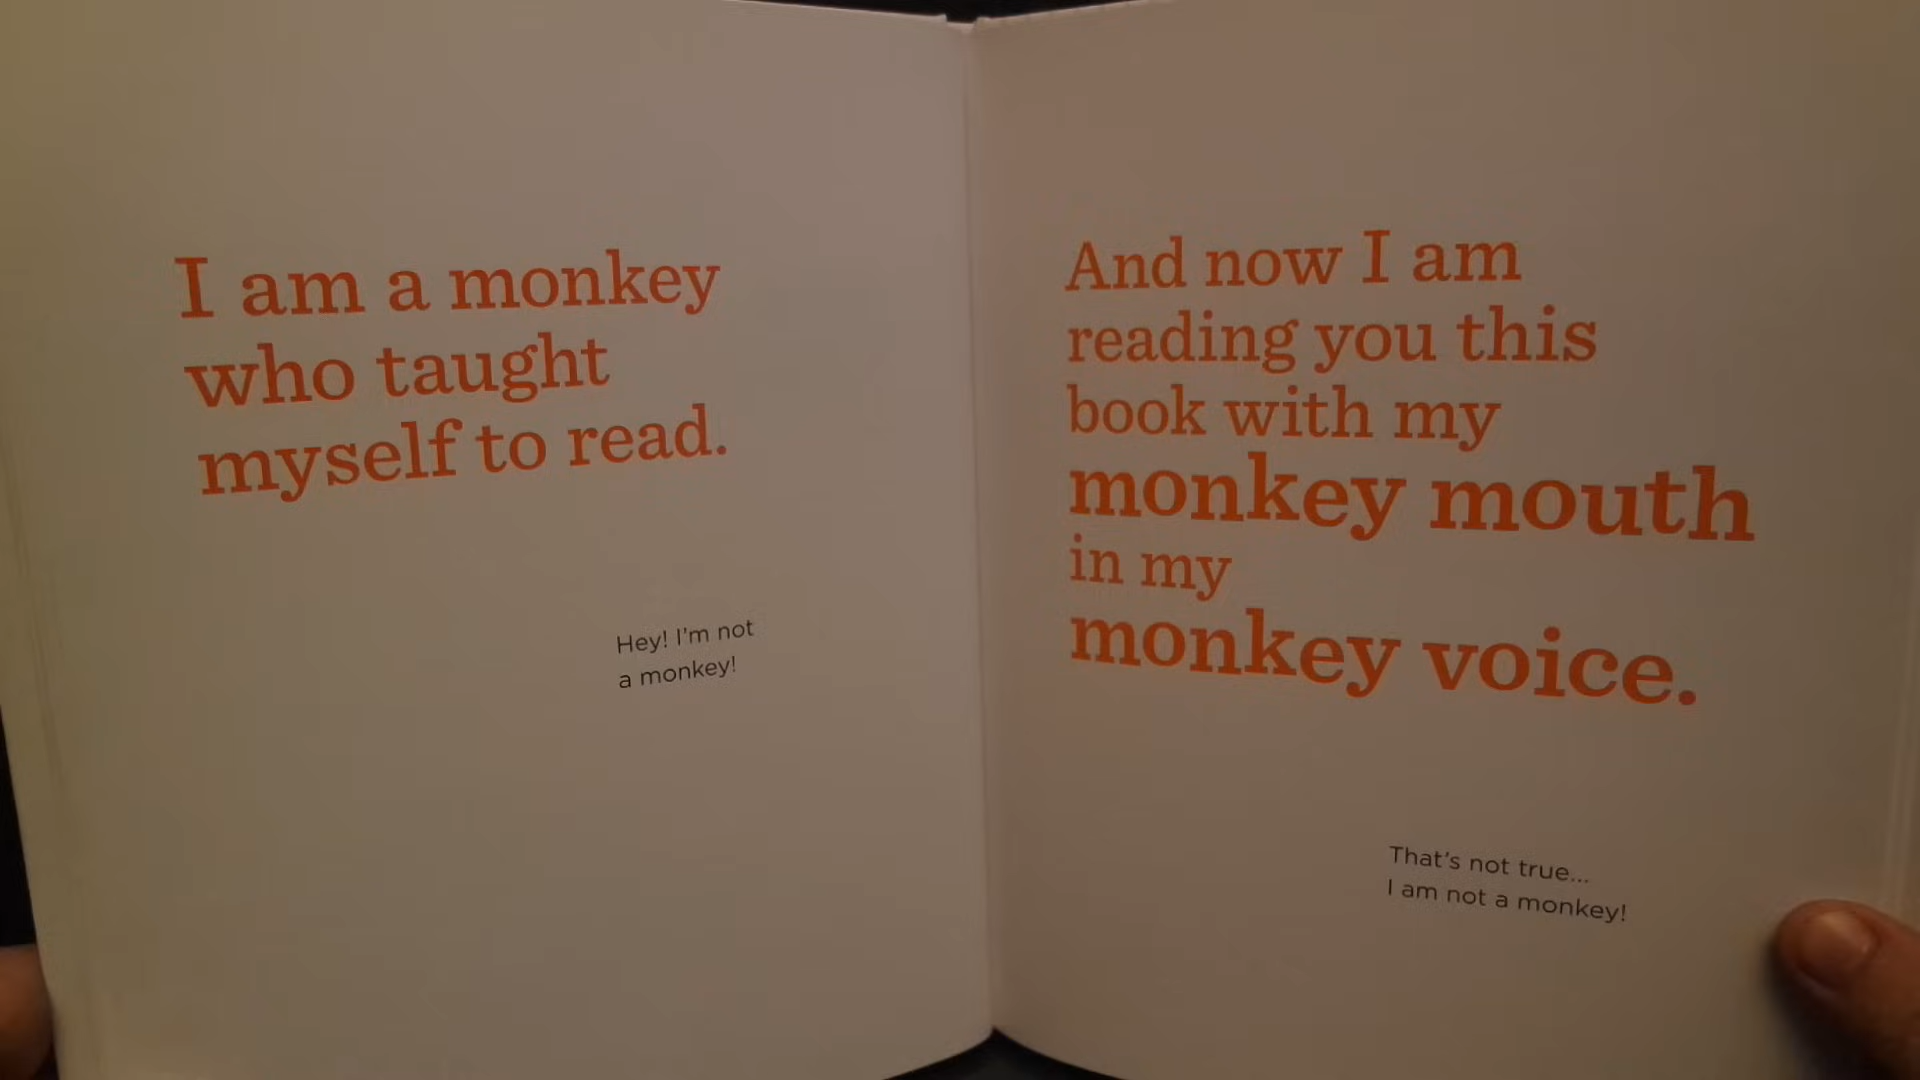 I am a monkey
who taught
myself to read.
Hey! I'm not
a monkey!
And now I am
reading you this
book with my
monkey mouth
in my
monkey voice.
That's not true...
I am not a monkey!